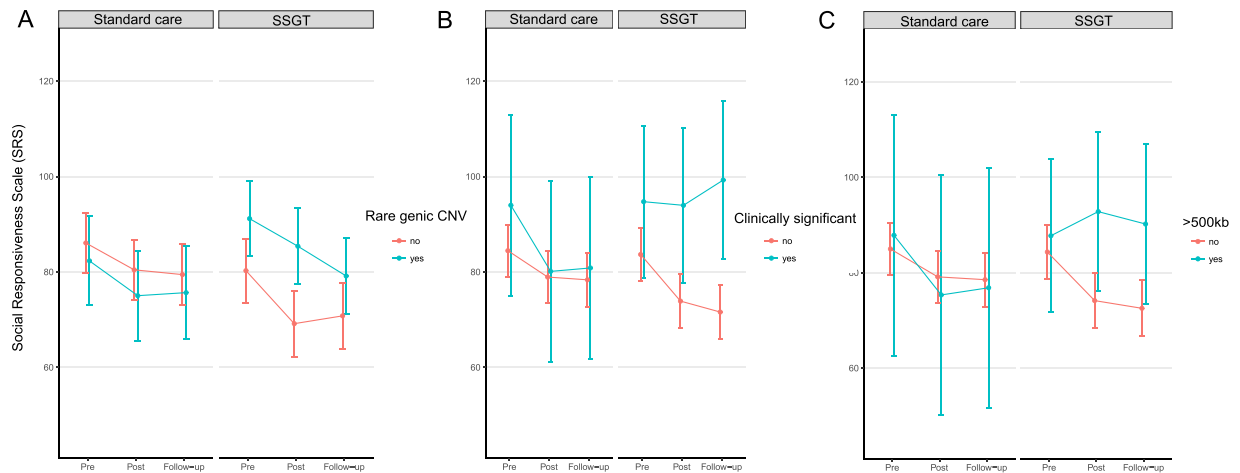 A
Standard care
SSGT
B
Standard care
SSGT
C
Standard care
SSGT
Social Responsiveness Scale (SRS)
120
100
80
60
Pre
Post
Follow-up
Pre
Post
Follow-up
Rare genic CNV
no
yes
120
100
80
60
Pre
Post
Follow-up
Pre
Post
Follow-up
Clinically significant
no
yes
120
100
60
Pre
Post
Follow-up
Pre
Post
Follow-up
>500kb
no
yes